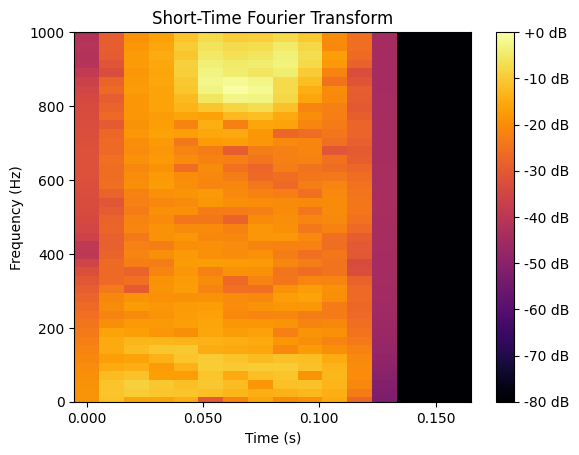 Short-Time Fourier Transform
Frequency (Hz)
1000
800
600
400
200
0
0.000
0.050
0.100
0.150
Time (s)
+0 dB
-10 dB
-20 dB
-30 dB
-40 dB
-50 dB
-60 dB
-70 dB
-80 dB